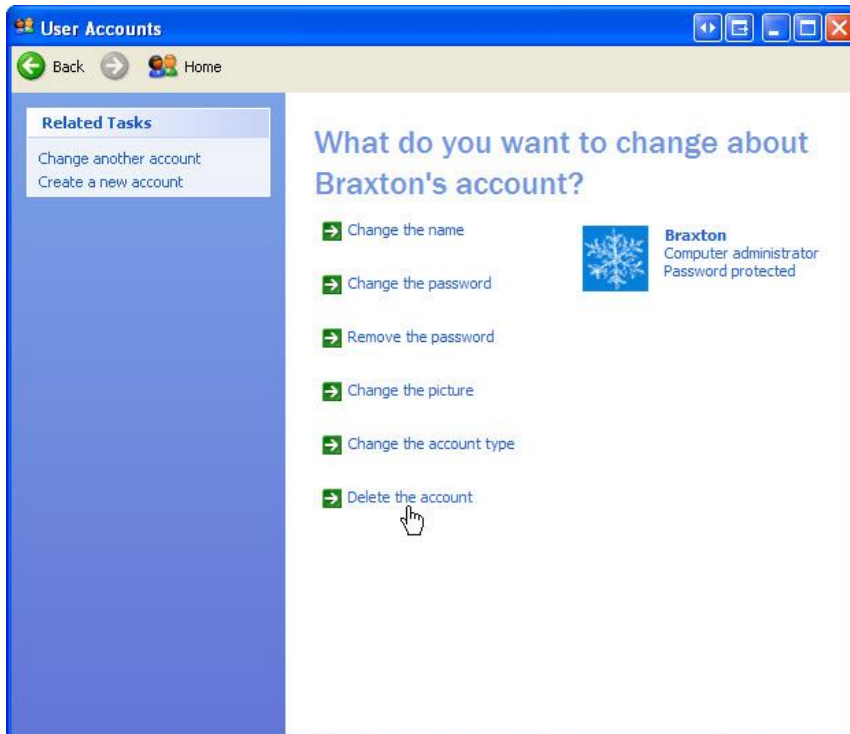 User Accounts
Back
Home
Related Tasks
Change another account
Create a new account
What do you want to change about
Braxton's account?
Change the name
Change the password
Remove the password
Change the picture
Change the account type
Delete the account
Braxton
Computer administrator
Password protected